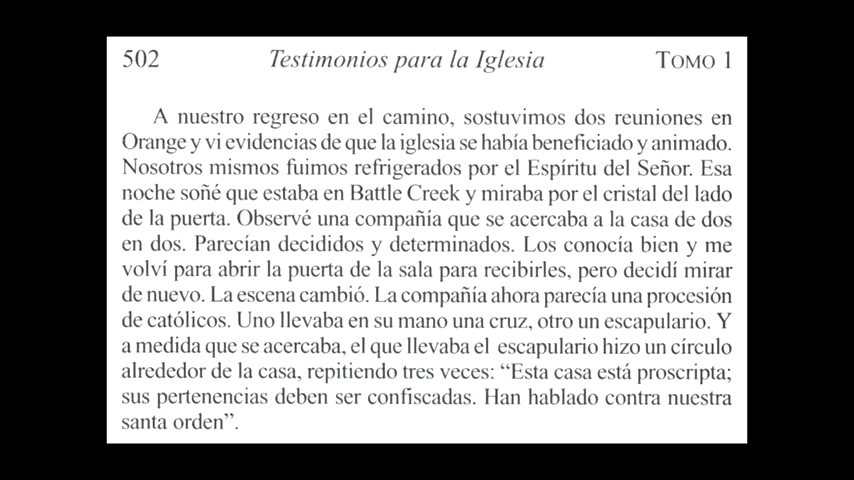 502 Testimonios para la Iglesia TOMO 1
A nuestro regreso en el camino, sostuvimos dos reuniones en
Orange y vi evidencias de que la iglesia se había beneficiado y animado.
Nosotros mismos fuimos refrigerados por el Espíritu del Señor. Esa
noche soñé que estaba en Battle Creek y miraba por el cristal del lado
de la puerta. Observé una compañía que se acercaba a la casa de dos
en dos. Parecían decididos y determinados. Los conocía bien y me
volví para abrir la puerta de la sala para recibirles, pero decidí mirar
de nuevo. La escena cambió. La compañía ahora parecía una procesión
de católicos. Uno llevaba en su mano una cruz, otro un escapulario. Y
a medida que se acercaba, el que llevaba el escapulario hizo un círculo
alrededor de la casa, repitiendo tres veces: “Esta casa está proscripta;
sus pertenencias deben ser confiscadas. Han hablado contra nuestra
santa orden”.